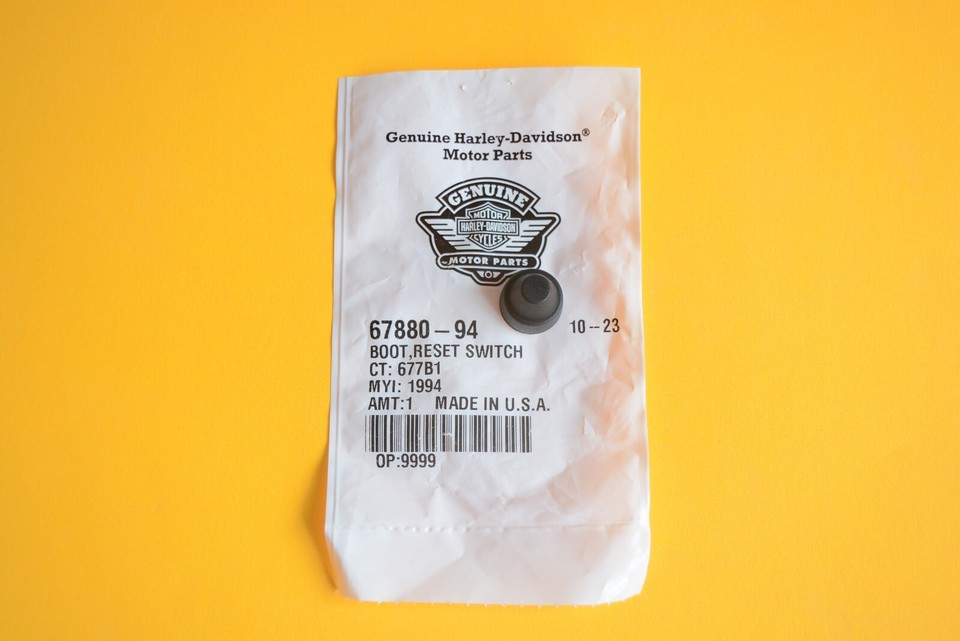 Genuine Harley-Davidson®
Motor Parts
GENUINE
MOTOR
HARLEY-DAVIDSON
CYCLES
MOTOR PARTS
67880-94 10--23
BOOT,RESET SWITCH
CT: 677B1
MYI: 1994
AMT:1 MADE IN U.S.A.
OP:9999